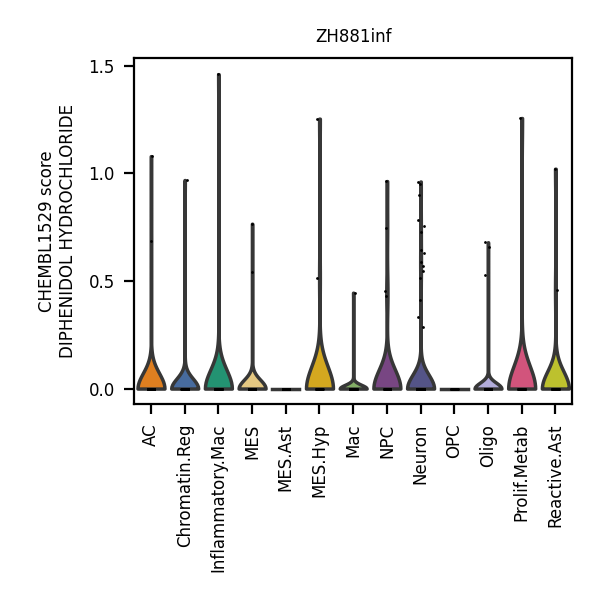 ZH881inf
CHEMBL1529 score
DIPHENIDOL HYDROCHLORIDE
1.5
1.0
0.5
0.0
AC
Chromatin.Reg
Inflammatory.Mac
MES
MES.Ast
MES.Hyp
Mac
NPC
Neuron
OPC
Oligo
Prolif.Metab
Reactive.Ast